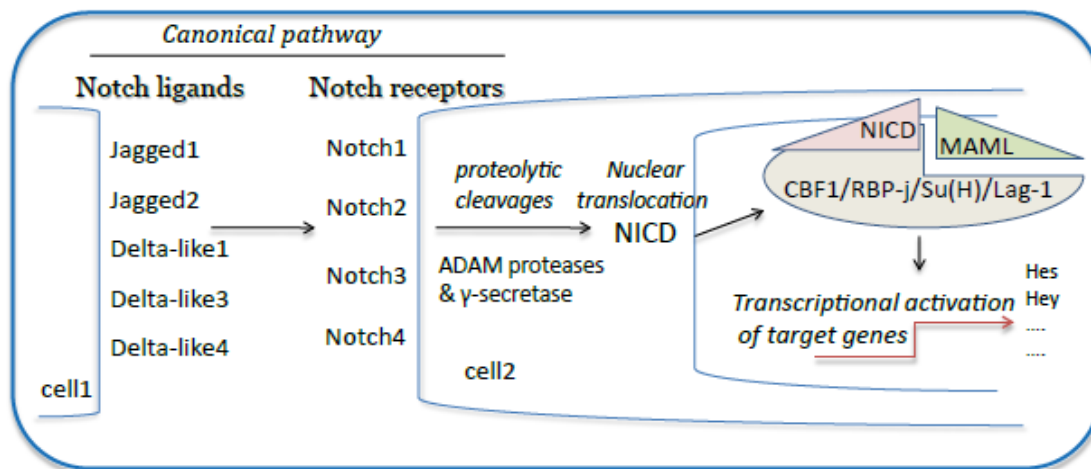 Canonical pathway
Notch ligands
Notch receptors
Jagged1
Jagged2
Delta-like1
Delta-like3
Delta-like4
cell1
Notch1
Notch2
Notch3
Notch4
cell2
proteolytic
cleavages
ADAM proteases
& γ-secretase
Nuclear
translocation
NICD
NICD
MAML
CBF1/RBP-j/Su(H)/Lag-1
Transcriptional activation
of target genes
Hes
Hey
....
....